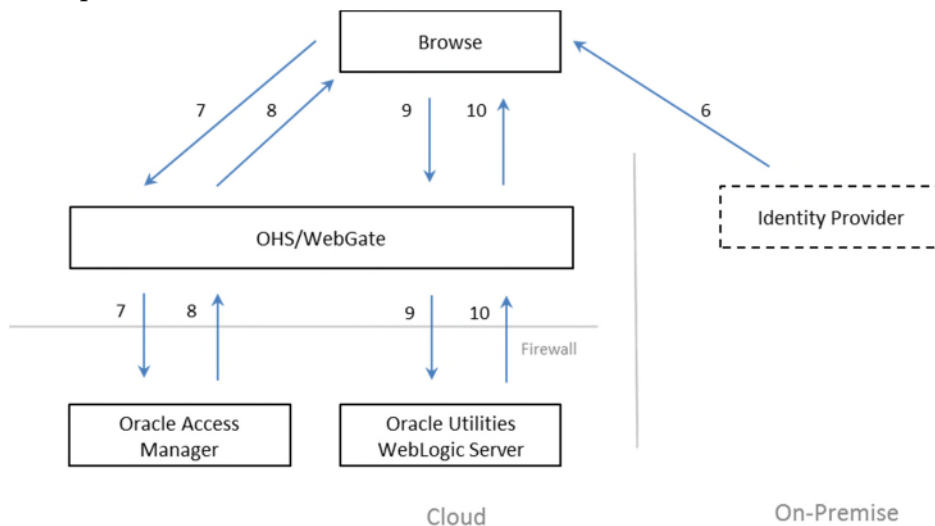 Browse
7
8
9
10
6
Identity Provider
OHS/WebGate
7
8
9
10
Firewall
Oracle Access
Manager
Oracle Utilities
WebLogic Server
Cloud
On-Premise